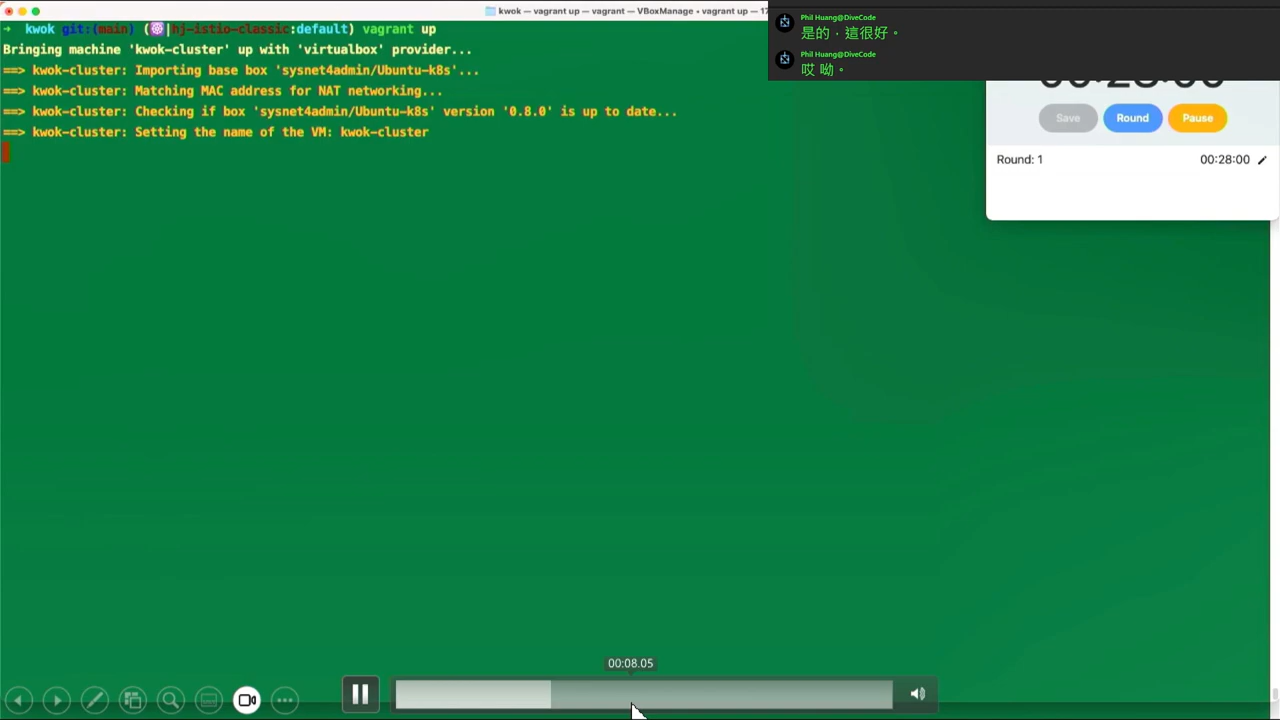 kwok — vagrant up — vagrant — VBoxManage • vagrant up — 17
→ kwok git:(main) (|hj-istio-classic:default) vagrant up
Bringing machine 'kwok-cluster' up with 'virtualbox' provider...
==> kwok-cluster: Importing base box 'sysnet4admin/Ubuntu-k8s'...
==> kwok-cluster: Matching MAC address for NAT networking...
==> kwok-cluster: Checking if box 'sysnet4admin/Ubuntu-k8s' version '0.8.0' is up to date...
==> kwok-cluster: Setting the name of the VM: kwok-cluster
Phil Huang@DiveCode
是的，這很好。
Phil Huang@DiveCode
哎 呦。
00:28:00
Save Round Pause
Round: 1 00:28:00
00:08.05